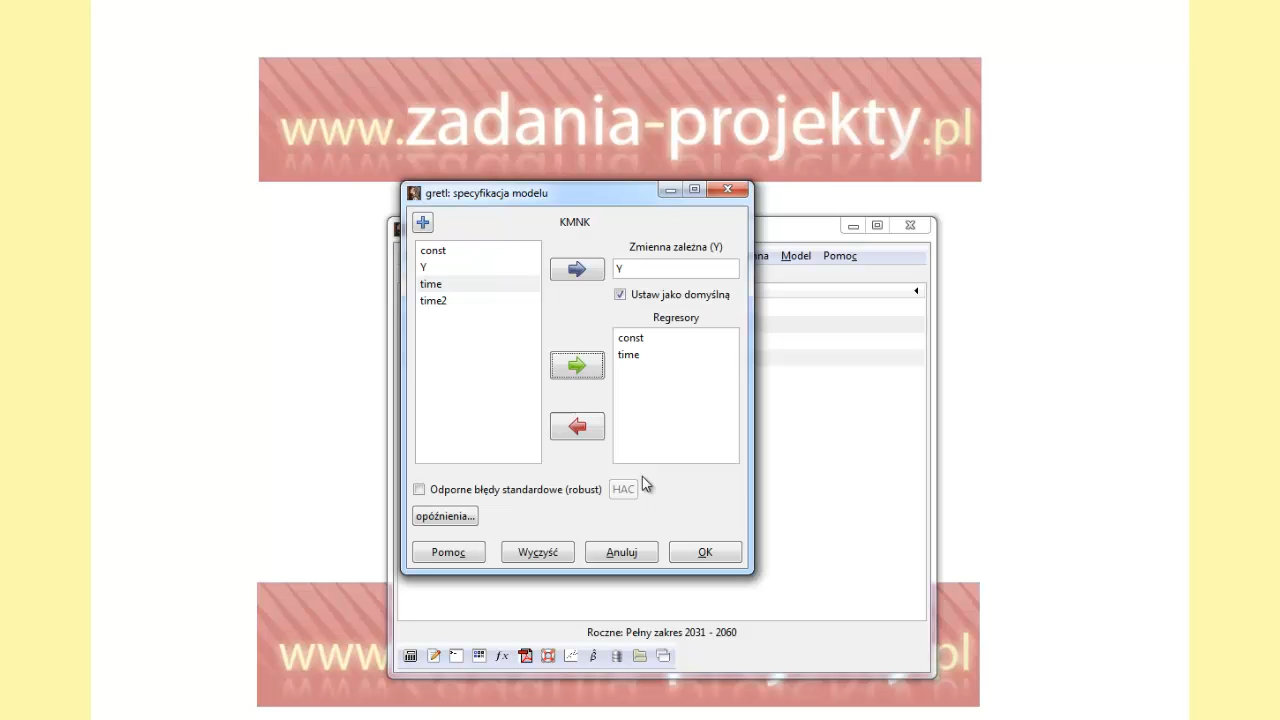 www.zadania-projekty.pl
gretl: specyfikacja modelu
KMNK
const
Y
time
time2
Zmienna zależna (Y)
Y
Ustaw jako domyślną
Regresory
const
time
Odporne błędy standardowe (robust)
HAC
opóźnienia...
Pomoc
Wyczyść
Anuluj
OK
Model
Pomoc
Roczne: Pełny zakres 2031 - 2060
fx
β̂
www
pl